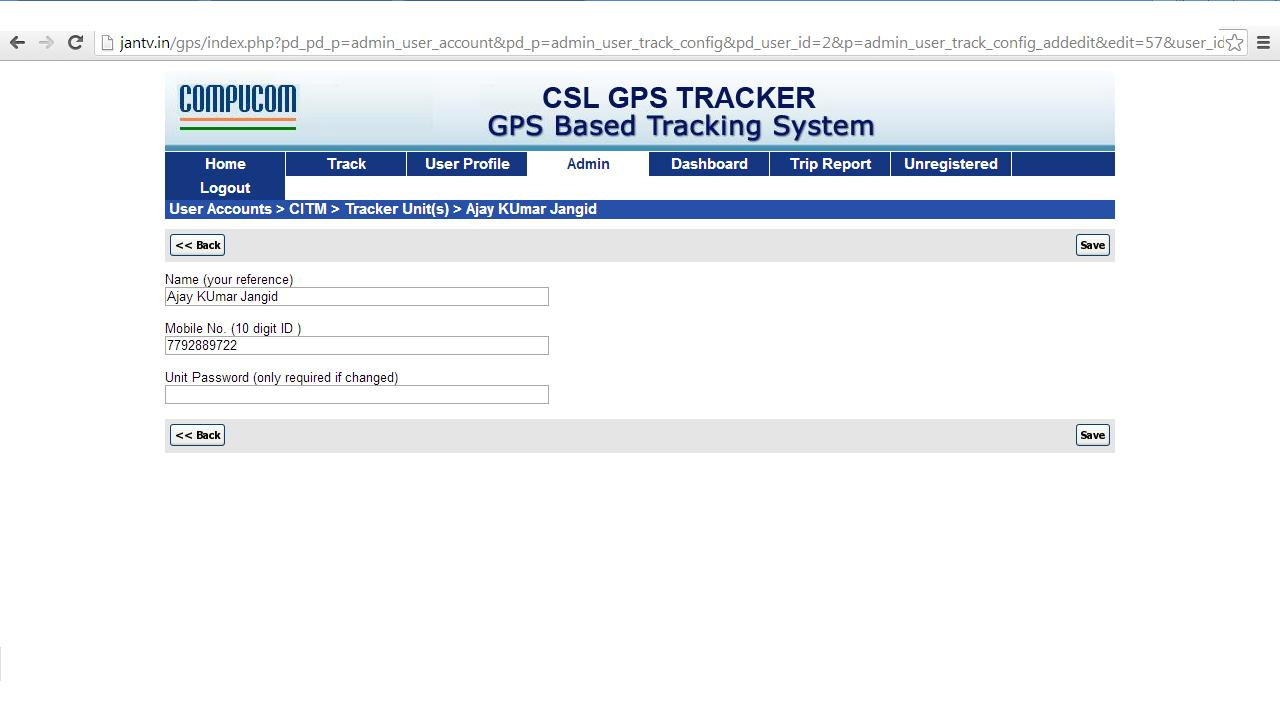 jantv.in/gps/index.php?pd_pd_p=admin_user_account&pd_p=admin_user_track_config&pd_user_id=2&p=admin_user_track_config_addedit&edit=57&user_id
COMPUCOM
CSL GPS TRACKER
GPS Based Tracking System
Home Track User Profile Admin Dashboard Trip Report Unregistered
Logout
User Accounts > CITM > Tracker Unit(s) > Ajay KUmar Jangid
<< Back Save
Name (your reference)
Ajay KUmar Jangid
Mobile No. (10 digit ID )
7792889722
Unit Password (only required if changed)
<< Back Save